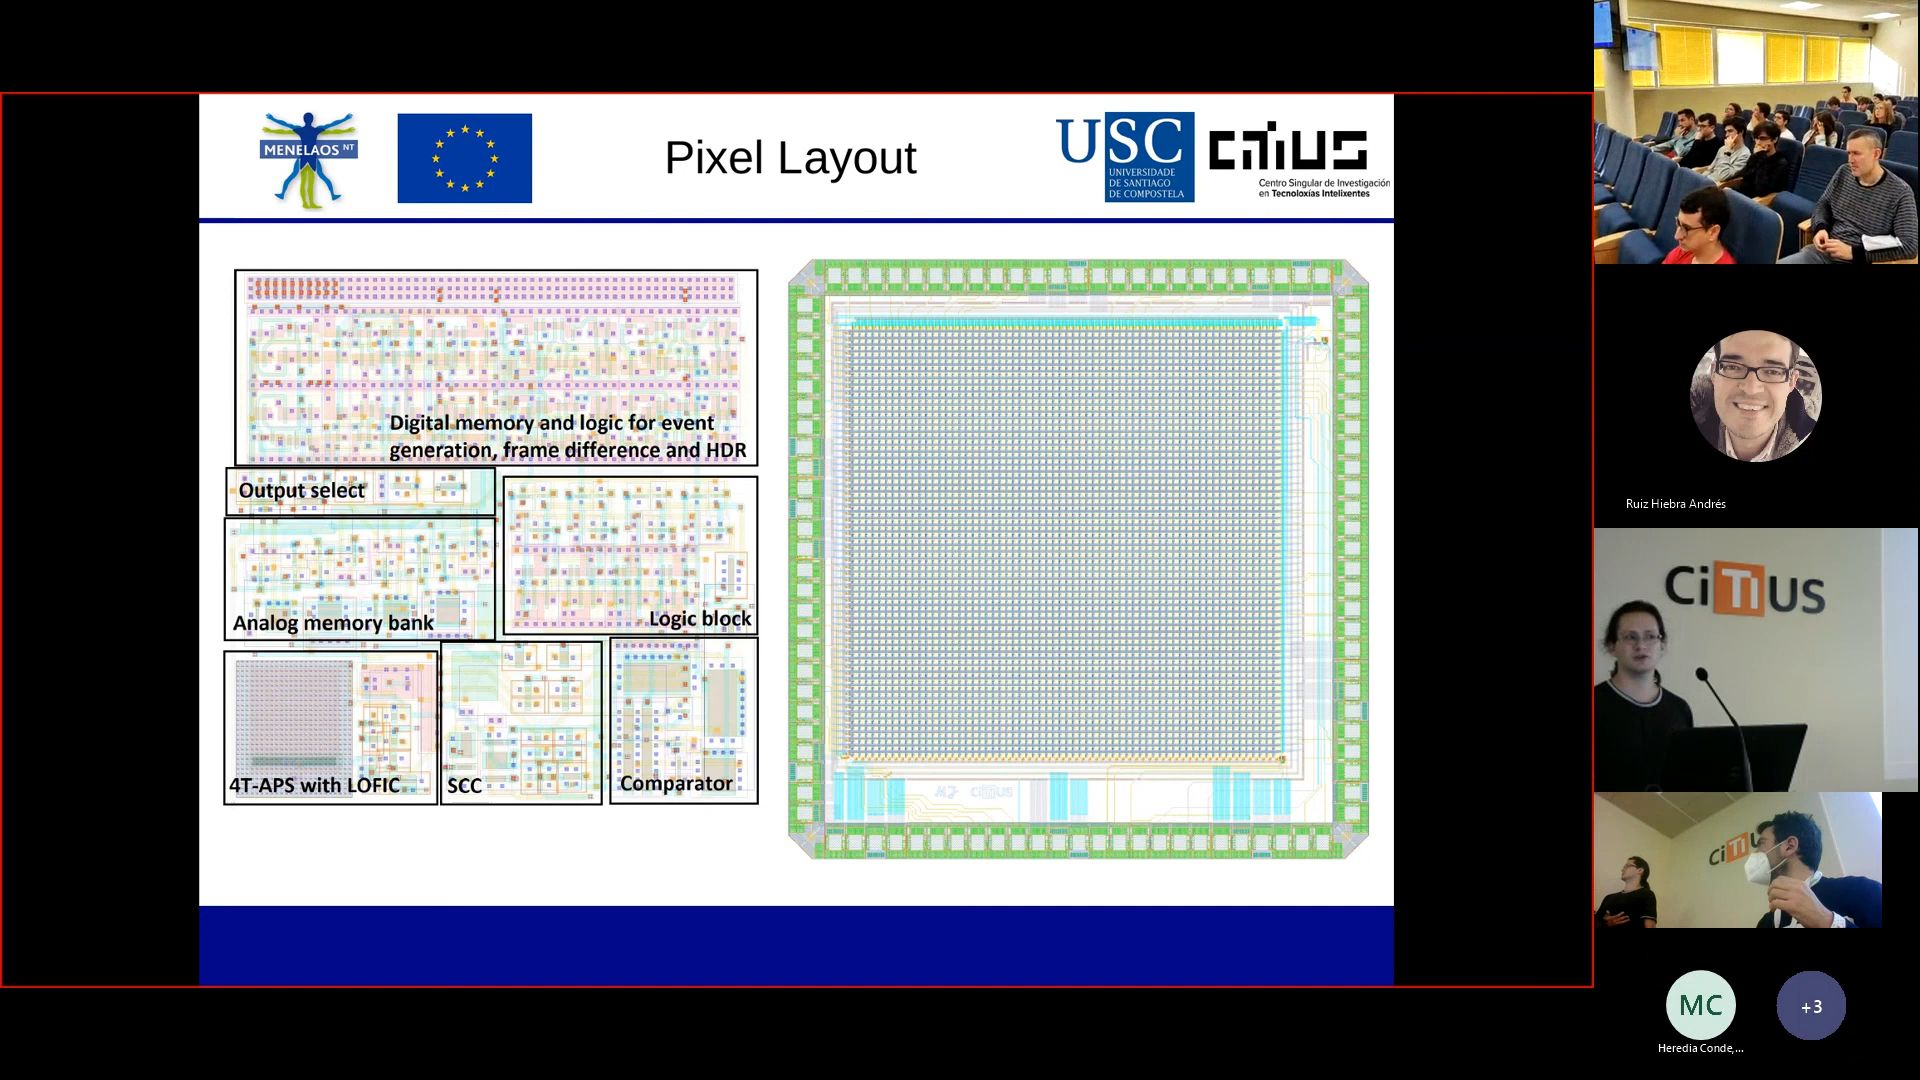 MENELAOS NT
Pixel Layout
USC
UNIVERSIDADE
DE SANTIAGO
DE COMPOSTELA
CiTIUS
Centro Singular de Investigación
en Tecnoloxías Intelixentes
Digital memory and logic for event
generation, frame difference and HDR
Output select
Analog memory bank
Logic block
4T-APS with LOFIC
SCC
Comparator
CiTIUS
Ruiz Hiebra Andrés
CiTIUS
CiTIU
MC
Heredia Conde,...
+3